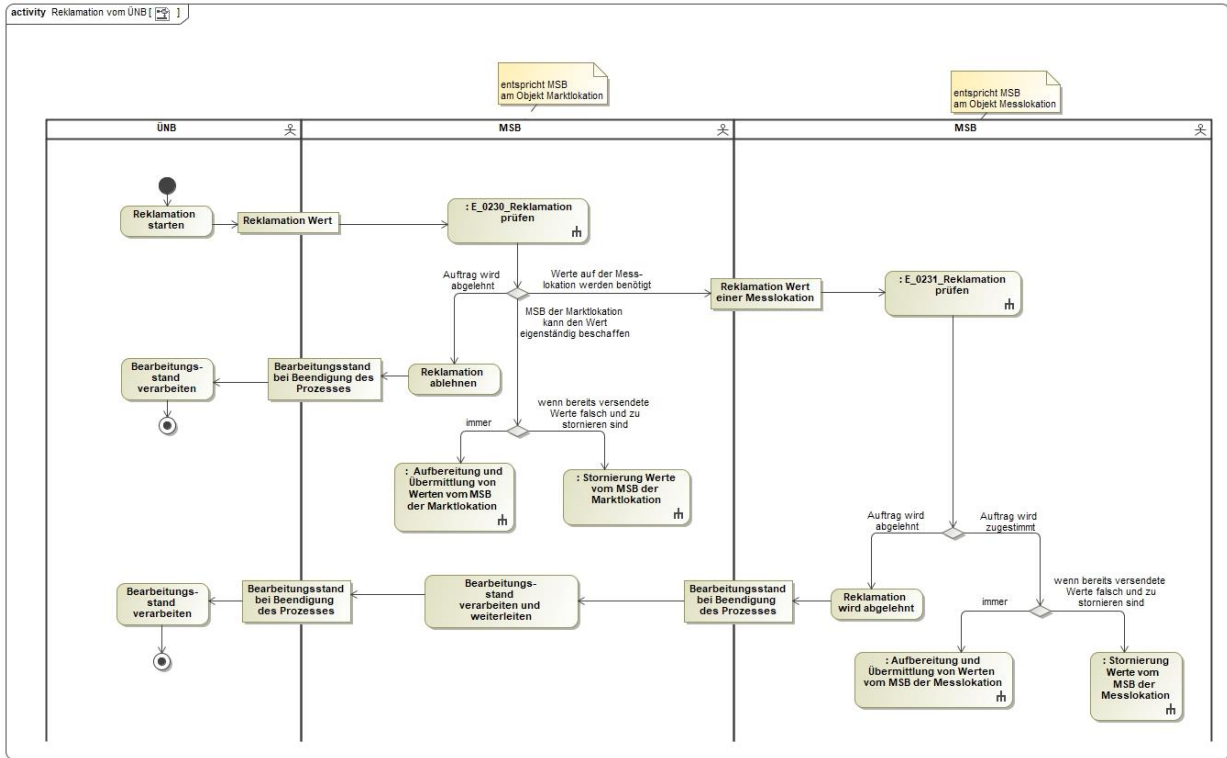 activity Reklamation vom ÜNB [ ]
entspricht MSB
am Objekt Marktlokation
entspricht MSB
am Objekt Messlokation
ÜNB
MSB
MSB
Reklamation
starten
Reklamation Wert
: E_0230_Reklamation
prüfen
Auftrag wird
abgelehnt
Werte auf der Mess-
lokation werden benötigt
Reklamation Wert
einer Messlokation
: E_0231_Reklamation
prüfen
MSB der Marktlokation
kann den Wert
eigenständig beschaffen
Bearbeitungs-
stand
verarbeiten
Bearbeitungsstand
bei Beendigung des
Prozesses
Reklamation
ablehnen
immer
wenn bereits versendete
Werte falsch und zu
stornieren sind
: Aufbereitung und
Übermittlung von
Werten vom MSB
der Marktlokation
: Stornierung Werte
vom MSB der
Marktlokation
Auftrag wird
abgelehnt
Auftrag wird
zugestimmt
Bearbeitungs-
stand
verarbeiten
Bearbeitungsstand
bei Beendigung
des Prozesses
Bearbeitungs-
stand
verarbeiten und
weiterleiten
Bearbeitungsstand
bei Beendigung
des Prozesses
Reklamation
wird abgelehnt
immer
wenn bereits versendete
Werte falsch und zu
stornieren sind
: Aufbereitung und
Übermittlung von Werten
vom MSB der Messlokation
: Stornierung
Werte vom
MSB der
Messlokation